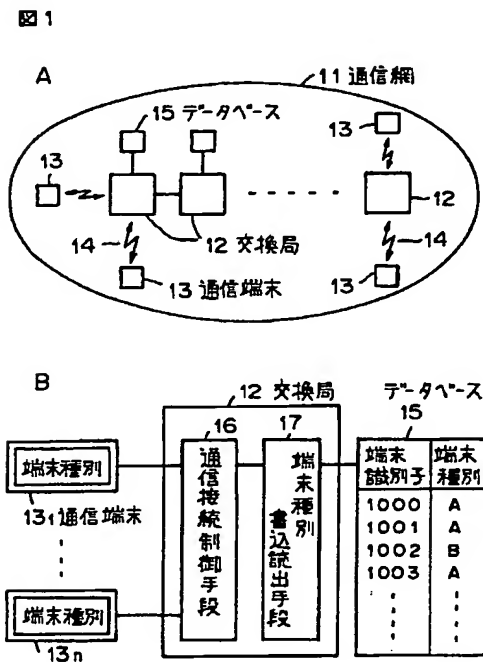 図1
A
11 通信網
15 データベース
13
13
12
14
12 交換局
14
13 通信端末
13
B
12 交換局
データベース
15
16
17
端末種別
13₁通信端末
通信接続制御手段
端末種別
書込読出手段
端末識別子 端末種別
1000 A
1001 A
1002 B
1003 A
端末種別
13n